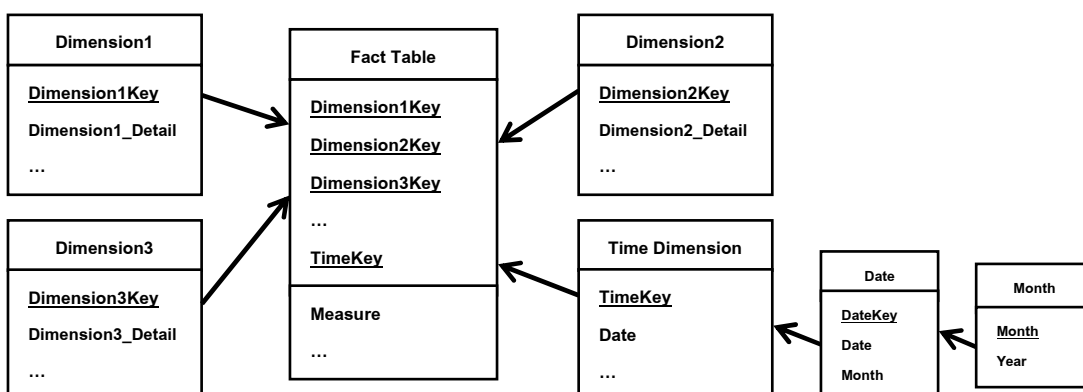 Dimension1
Dimension1Key
Dimension1_Detail
…
Fact Table
Dimension1Key
Dimension2Key
Dimension3Key
…
TimeKey
Measure
…
Dimension2
Dimension2Key
Dimension2_Detail
…
Dimension3
Dimension3Key
Dimension3_Detail
…
Time Dimension
TimeKey
Date
…
Date
DateKey
Date
Month
Month
Month
Year